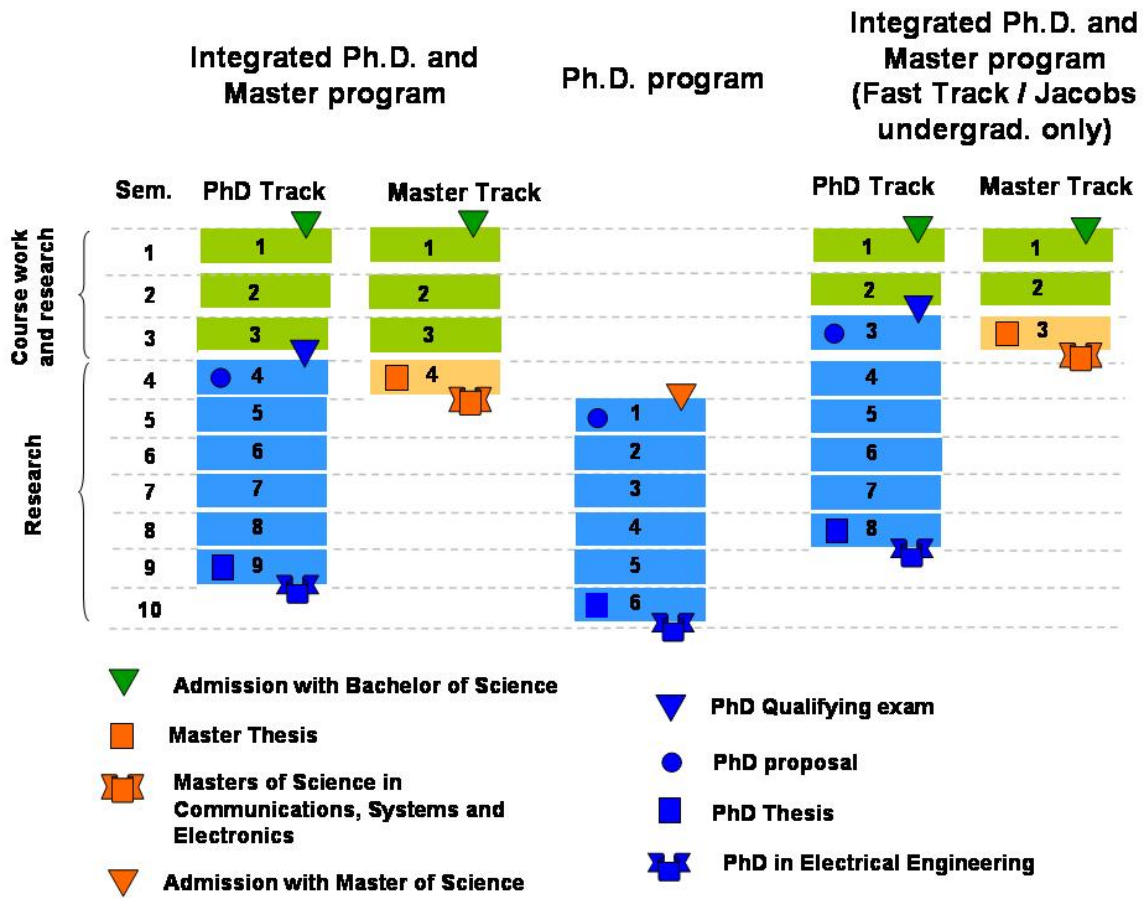 Integrated Ph.D. and
Master program
Ph.D. program
Integrated Ph.D. and
Master program
(Fast Track / Jacobs
undergrad. only)
Sem.
PhD Track
Master Track
PhD Track
Master Track
Course work
and research
Research
1 1 1 1 1
2 2 2 2 2
3 3 3 3 3
4 4 4 4
5 5 1 5
6 6 2 6
7 7 3 7
8 8 4 8
9 9 5
10 6
Admission with Bachelor of Science
Master Thesis
Masters of Science in
Communications, Systems and
Electronics
Admission with Master of Science
PhD Qualifying exam
PhD proposal
PhD Thesis
PhD in Electrical Engineering